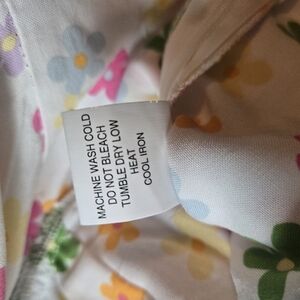 MACHINE WASH COLD
DO NOT BLEACH
TUMBLE DRY LOW
HEAT
COOL IRON